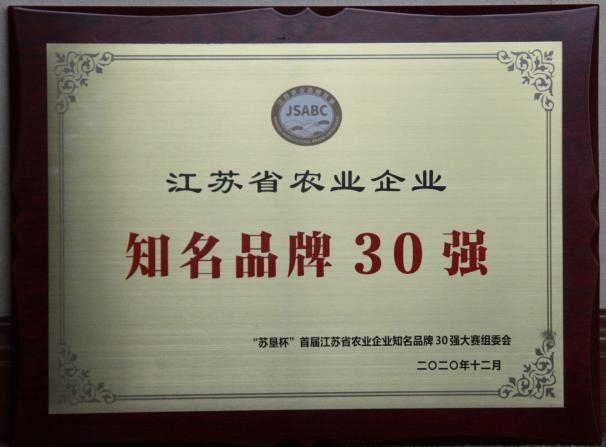 JSABC
江苏省农业企业
知名品牌30强
“苏垦杯”首届江苏省农业企业知名品牌30强大赛组委会
二〇二〇年十二月